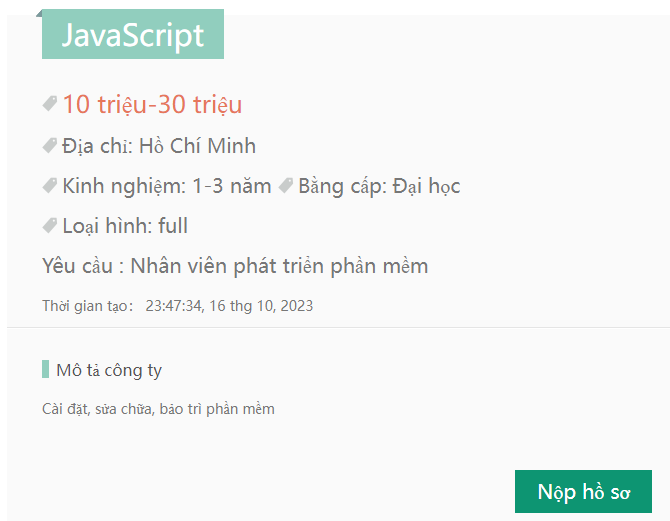 JavaScript
10 triệu-30 triệu
Địa chỉ: Hồ Chí Minh
Kinh nghiệm: 1-3 năm Bằng cấp: Đại học
Loại hình: full
Yêu cầu : Nhân viên phát triển phần mềm
Thời gian tạo: 23:47:34, 16 thg 10, 2023
Mô tả công ty
Cài đặt, sửa chữa, bảo trì phần mềm
Nộp hồ sơ